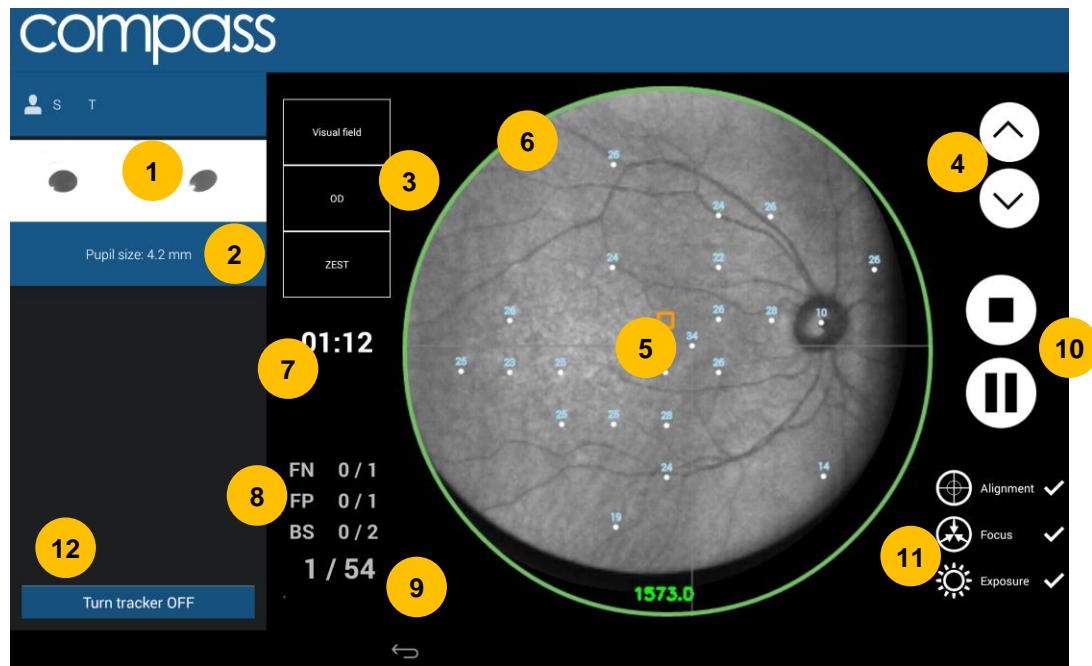 compass
S T
1
Pupil size: 4.2 mm
2
Visual field
OD
ZEST
3
01:12
7
FN 0 / 1
FP 0 / 1
BS 0 / 2
8
1 / 54
9
12
Turn tracker OFF
6
26
24 26
24 22 26
26 26 28 10
34
5
25 23 25 26
25 25 28
24 14
19
1573.0
4
10
Alignment
Focus
Exposure
11